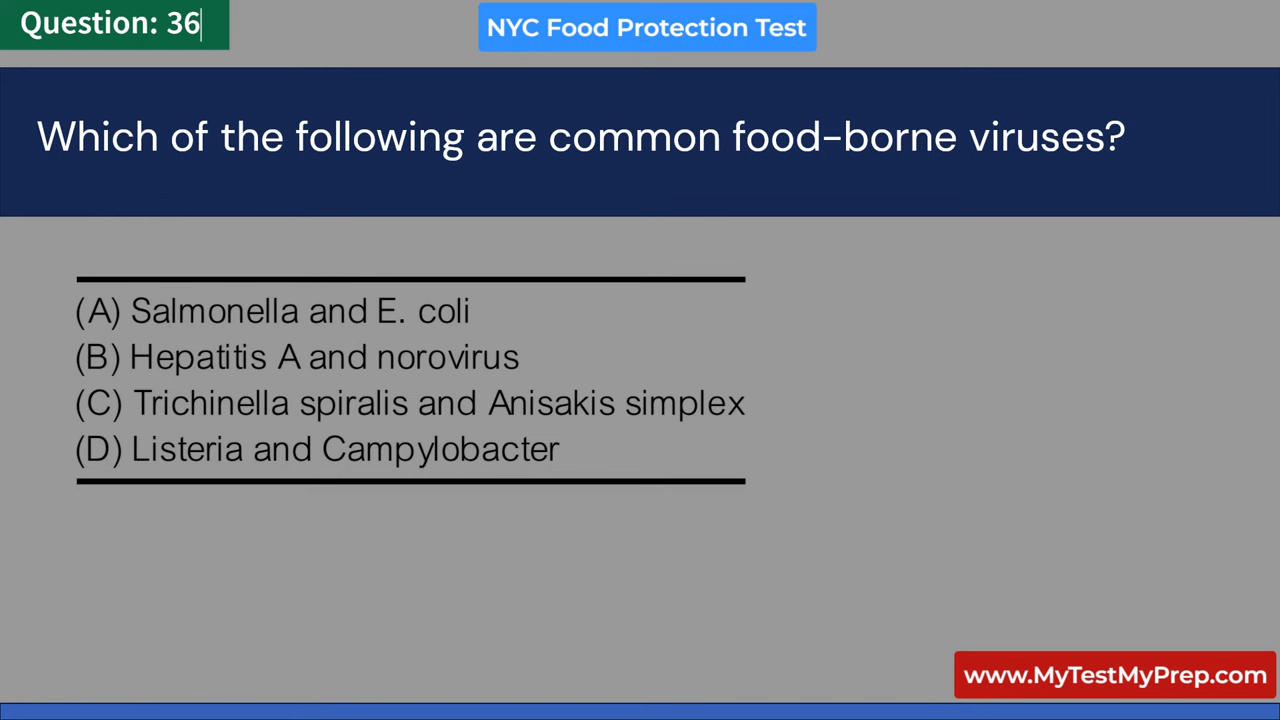 Question: 36
NYC Food Protection Test
Which of the following are common food-borne viruses?
(A) Salmonella and E. coli
(B) Hepatitis A and norovirus
(C) Trichinella spiralis and Anisakis simplex
(D) Listeria and Campylobacter
www.MyTestMyPrep.com